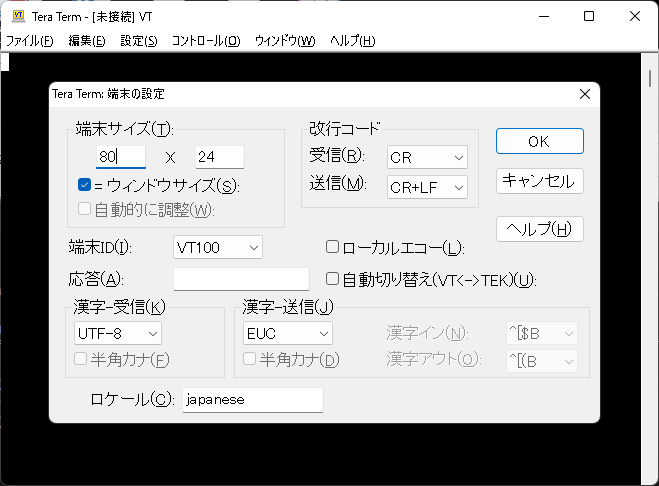 Tera Term - [未接続] VT
ファイル(F) 編集(E) 設定(S) コントロール(O) ウィンドウ(W) ヘルプ(H)
Tera Term: 端末の設定
端末サイズ(T):
80 X 24
= ウィンドウサイズ(S):
自動的に調整(W):
改行コード
受信(R): CR
送信(M): CR+LF
OK
キャンセル
ヘルプ(H)
端末ID(I): VT100
ローカルエコー(L):
応答(A):
自動切り替え(VT<->TEK)(U):
漢字-受信(K)
UTF-8
半角カナ(F)
漢字-送信(J)
EUC
半角カナ(D)
漢字イン(N): ^[$B
漢字アウト(O): ^[(B
ロケール(C): japanese